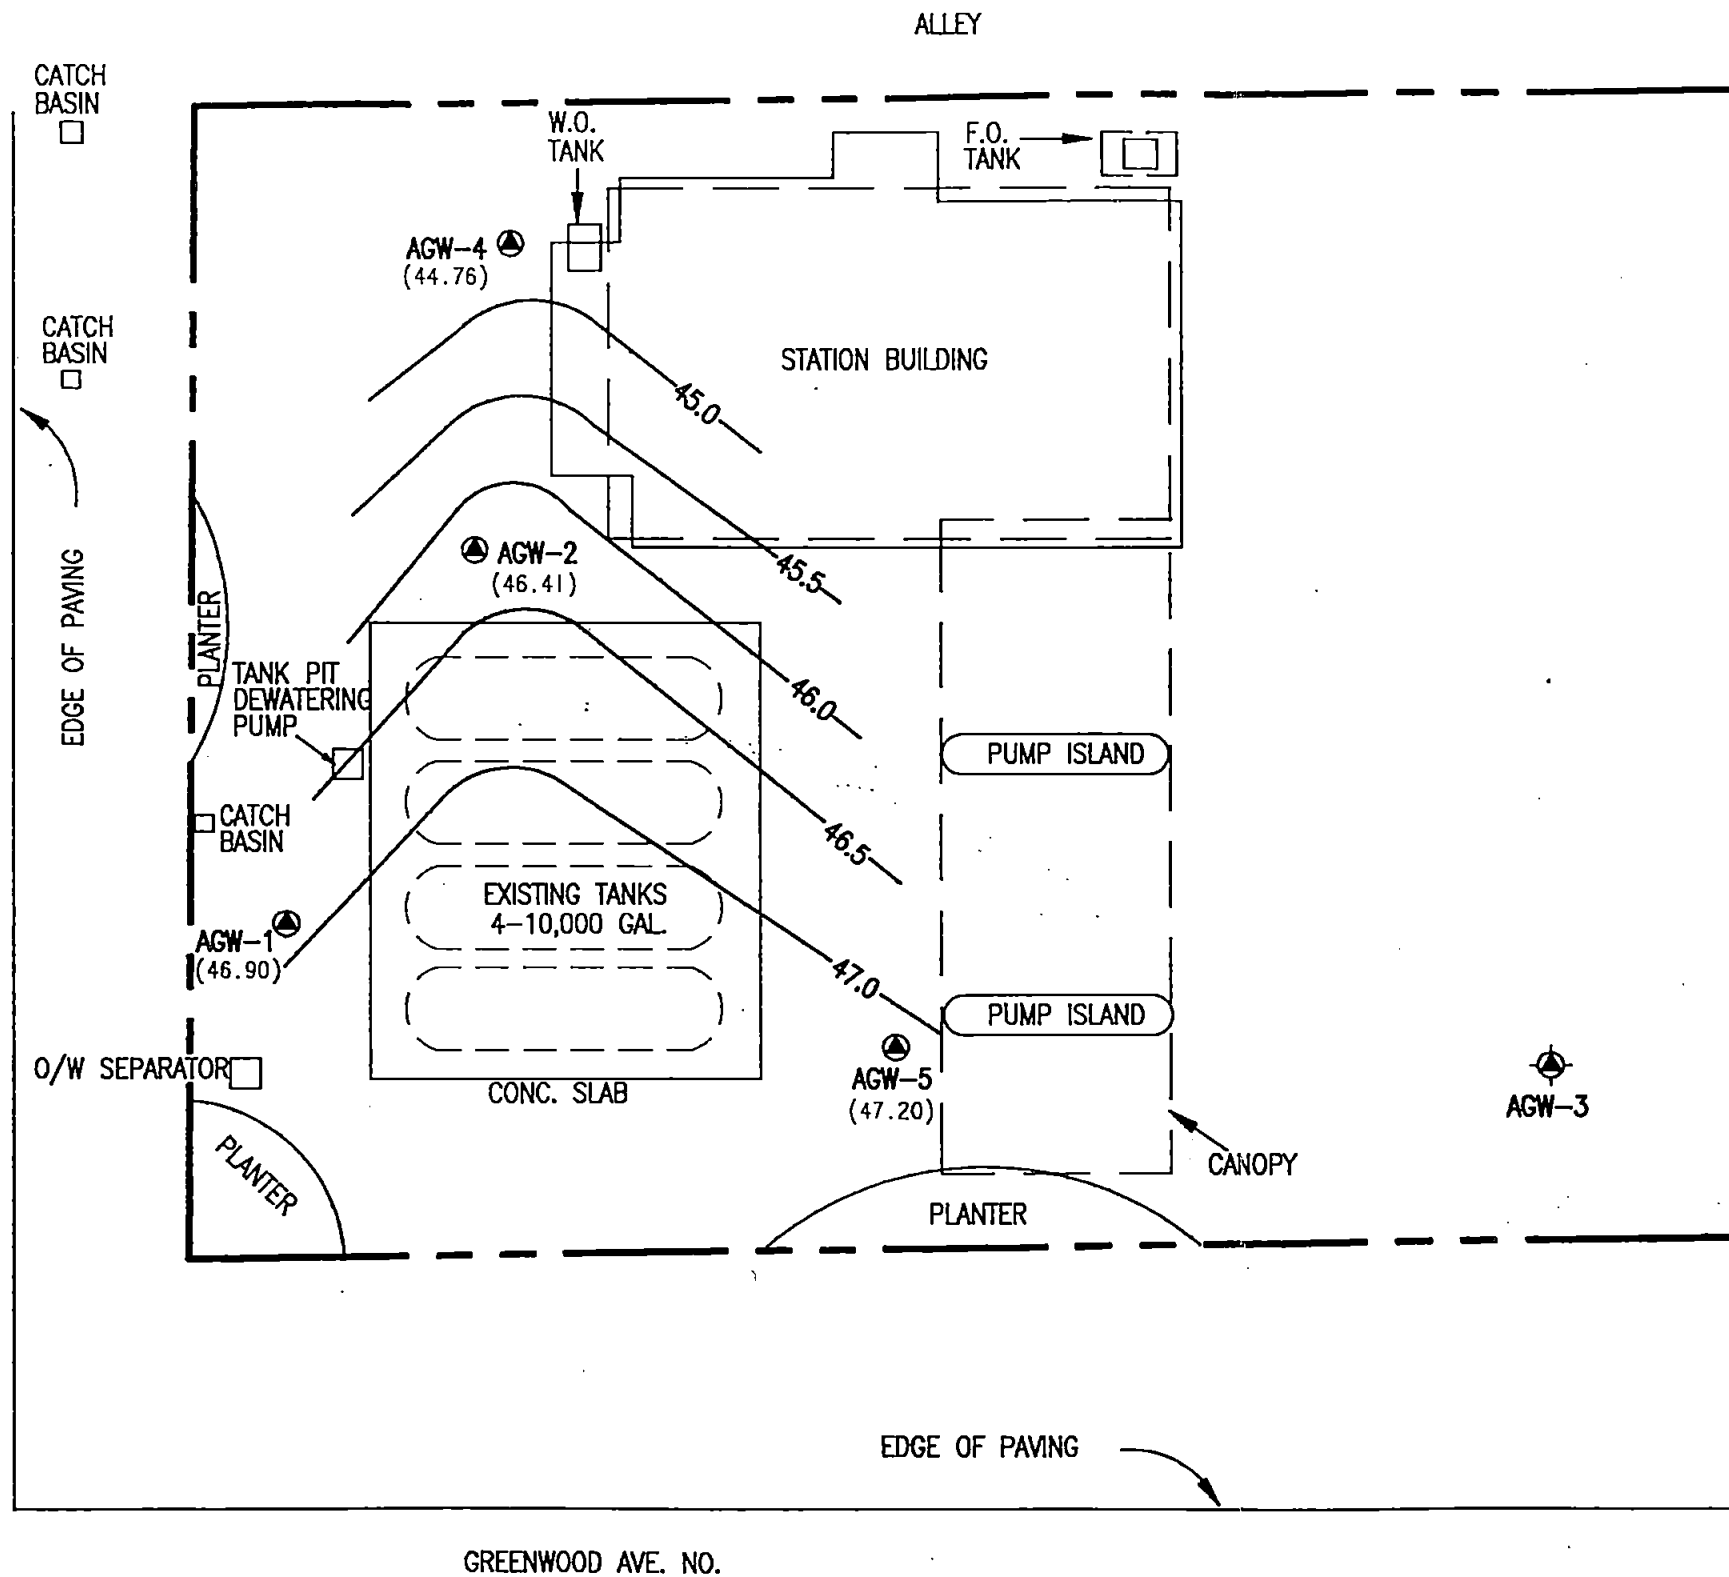 ALLEY
CATCH
BASIN
W.O.
TANK
F.O.
TANK
AGW-4
(44.76)
CATCH
BASIN
STATION BUILDING
45.0
EDGE OF PAVING
PLANTER
AGW-2
(46.41)
45.5
TANK PIT
DEWATERING
PUMP
46.0
PUMP ISLAND
CATCH
BASIN
46.5
EXISTING TANKS
4-10,000 GAL.
AGW-1
(46.90)
47.0
PUMP ISLAND
O/W SEPARATOR
CONC. SLAB
AGW-5
(47.20)
AGW-3
PLANTER
CANOPY
PLANTER
EDGE OF PAVING
GREENWOOD AVE. NO.